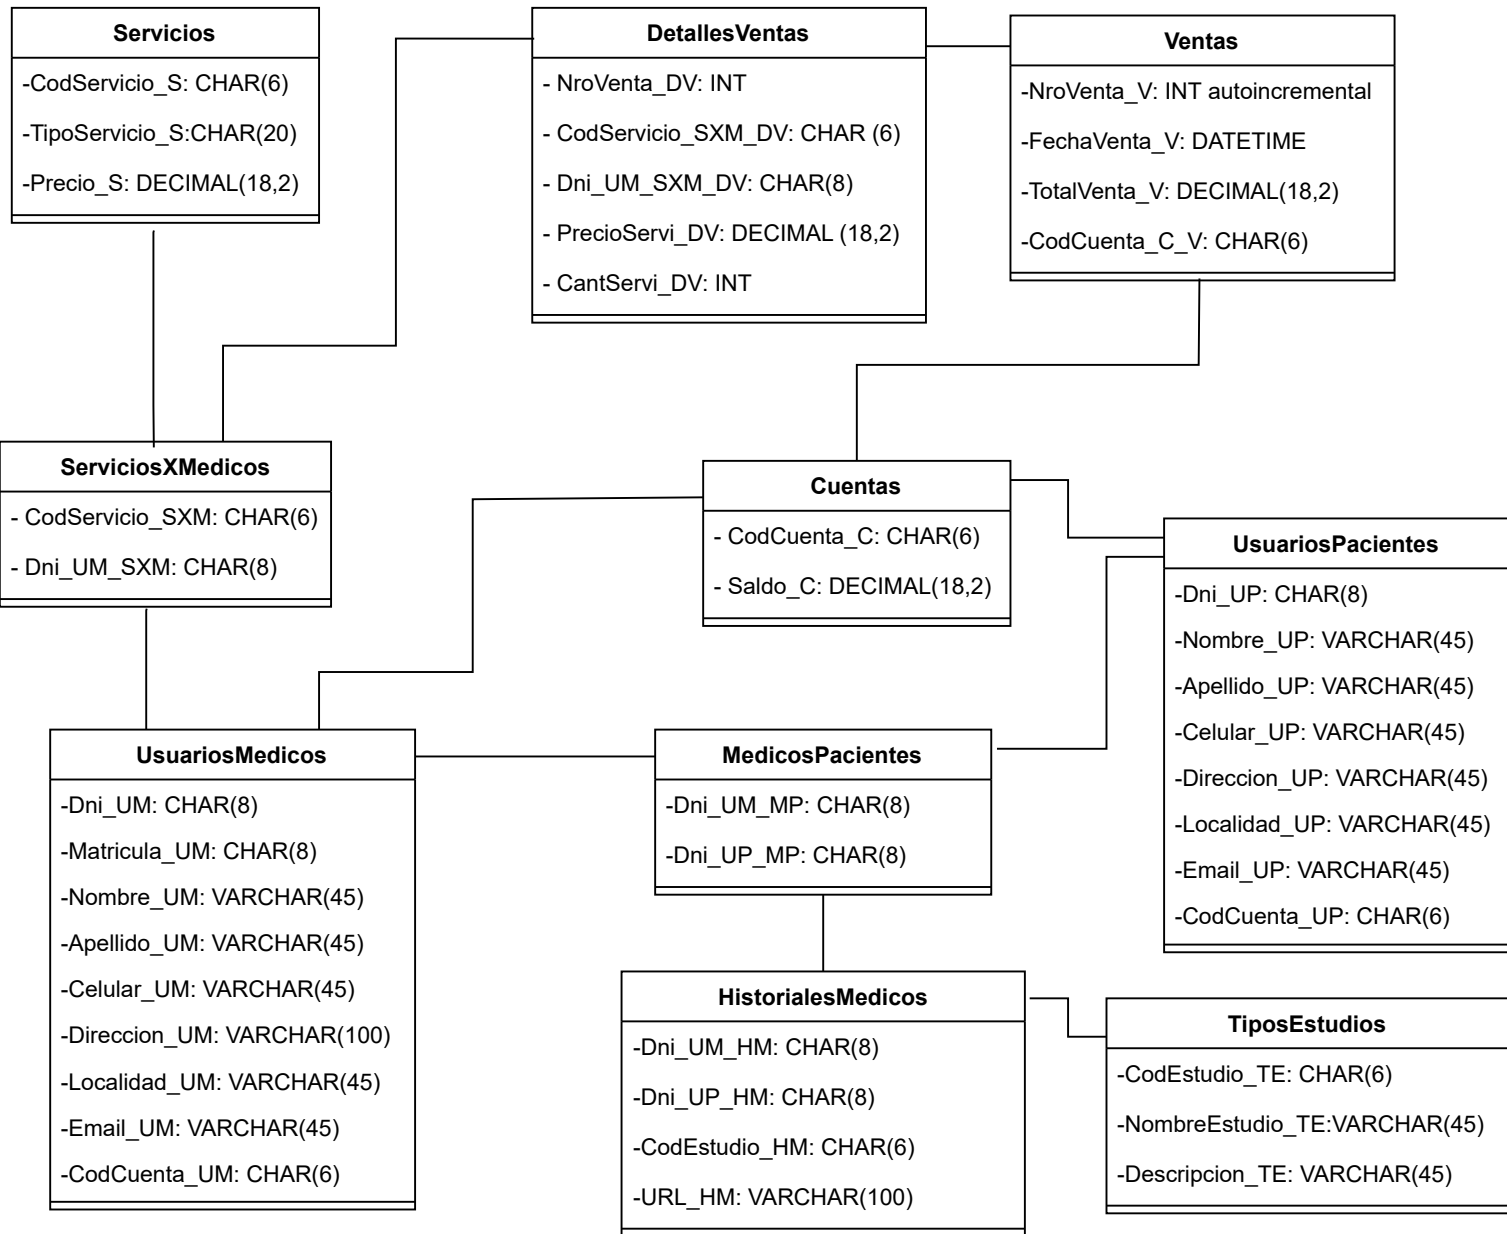 Servicios
-CodServicio_S: CHAR(6)
-TipoServicio_S:CHAR(20)
-Precio_S: DECIMAL(18,2)
DetallesVentas
- NroVenta_DV: INT
- CodServicio_SXM_DV: CHAR (6)
- Dni_UM_SXM_DV: CHAR(8)
- PrecioServi_DV: DECIMAL (18,2)
- CantServi_DV: INT
Ventas
-NroVenta_V: INT autoincremental
-FechaVenta_V: DATETIME
-TotalVenta_V: DECIMAL(18,2)
-CodCuenta_C_V: CHAR(6)
ServiciosXMedicos
- CodServicio_SXM: CHAR(6)
- Dni_UM_SXM: CHAR(8)
Cuentas
- CodCuenta_C: CHAR(6)
- Saldo_C: DECIMAL(18,2)
UsuariosPacientes
-Dni_UP: CHAR(8)
-Nombre_UP: VARCHAR(45)
-Apellido_UP: VARCHAR(45)
-Celular_UP: VARCHAR(45)
-Direccion_UP: VARCHAR(45)
-Localidad_UP: VARCHAR(45)
-Email_UP: VARCHAR(45)
-CodCuenta_UP: CHAR(6)
UsuariosMedicos
-Dni_UM: CHAR(8)
-Matricula_UM: CHAR(8)
-Nombre_UM: VARCHAR(45)
-Apellido_UM: VARCHAR(45)
-Celular_UM: VARCHAR(45)
-Direccion_UM: VARCHAR(100)
-Localidad_UM: VARCHAR(45)
-Email_UM: VARCHAR(45)
-CodCuenta_UM: CHAR(6)
MedicosPacientes
-Dni_UM_MP: CHAR(8)
-Dni_UP_MP: CHAR(8)
HistorialesMedicos
-Dni_UM_HM: CHAR(8)
-Dni_UP_HM: CHAR(8)
-CodEstudio_HM: CHAR(6)
-URL_HM: VARCHAR(100)
TiposEstudios
-CodEstudio_TE: CHAR(6)
-NombreEstudio_TE:VARCHAR(45)
-Descripcion_TE: VARCHAR(45)